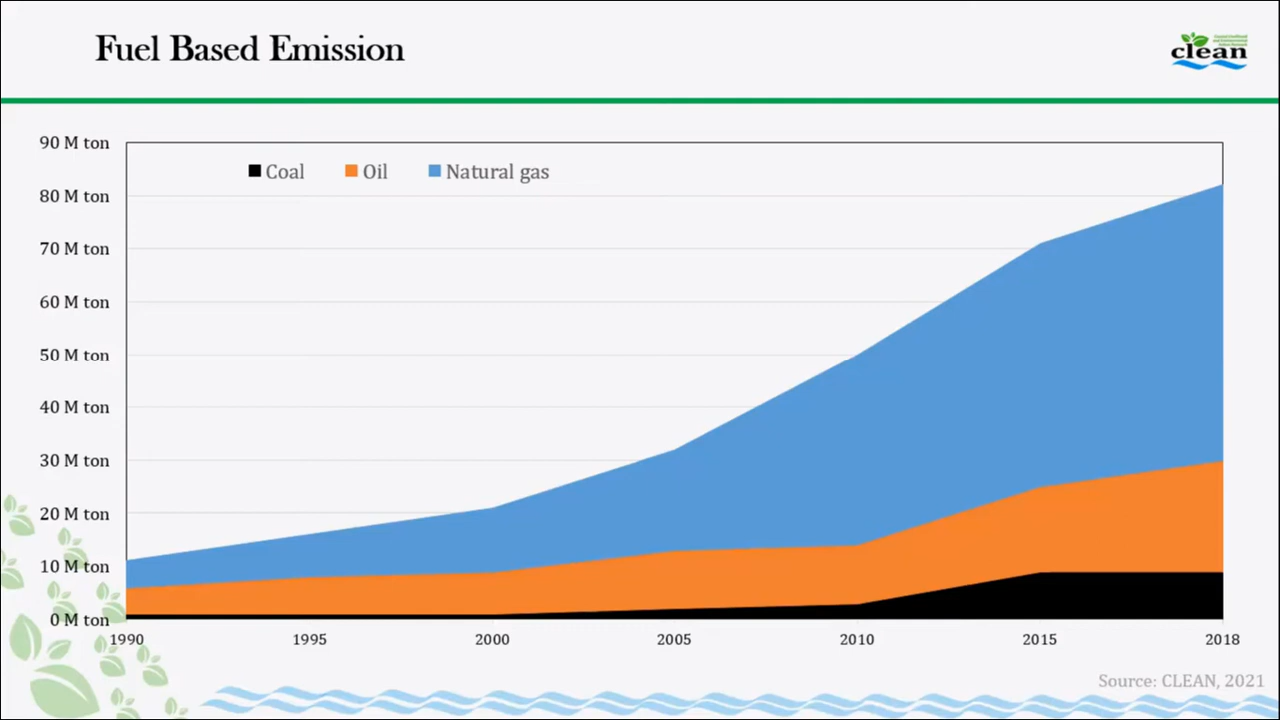 Fuel Based Emission
clean
90 M ton
Coal Oil Natural gas
80 M ton
70 M ton
60 M ton
50 M ton
40 M ton
30 M ton
20 M ton
10 M ton
0 M ton
1990 1995 2000 2005 2010 2015 2018
Source: CLEAN, 2021